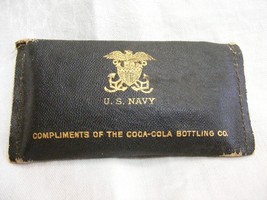 U. S. NAVY
COMPLIMENTS OF THE COCA-COLA BOTTLING CO.